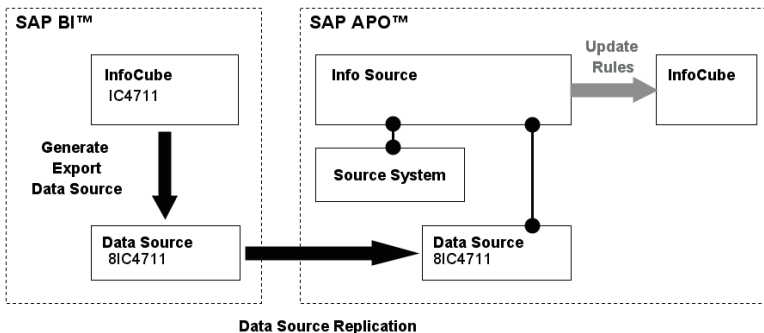 SAP BI™
InfoCube
IC4711
Generate
Export
Data Source
Data Source
8IC4711
SAP APO™
Info Source
Update
Rules
InfoCube
Source System
Data Source
8IC4711
Data Source Replication